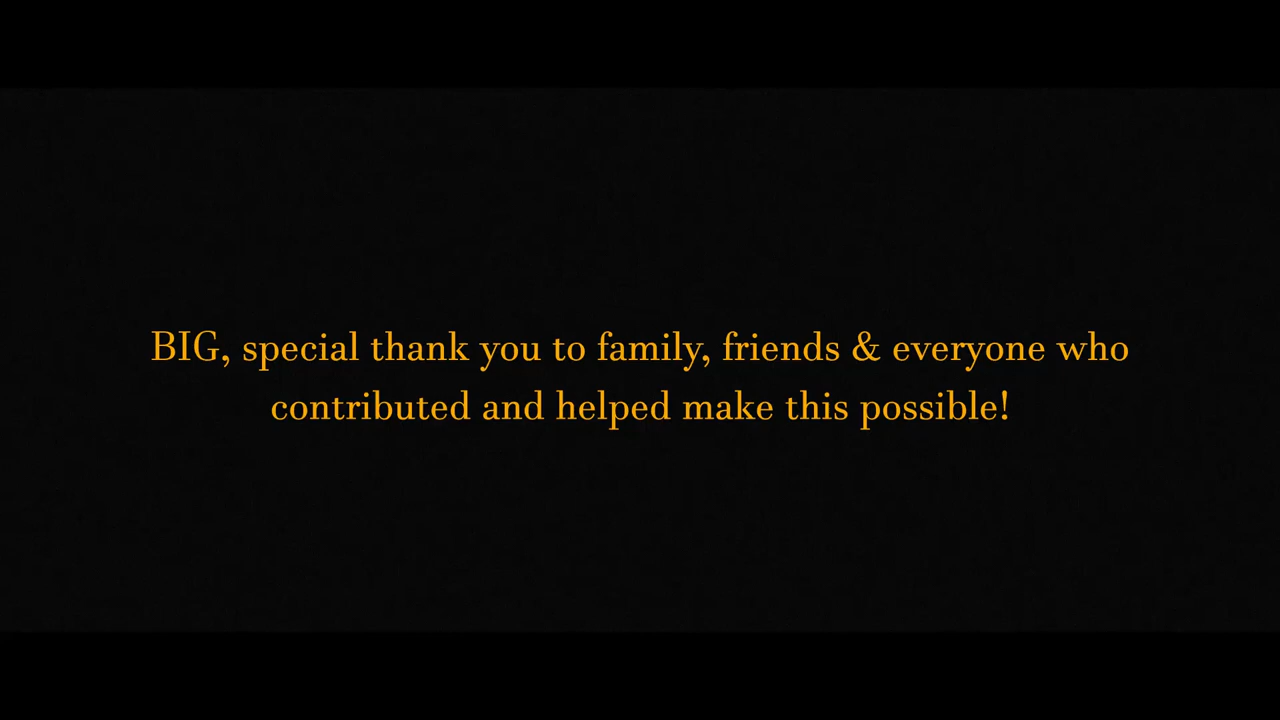 BIG, special thank you to family, friends & everyone who
contributed and helped make this possible!